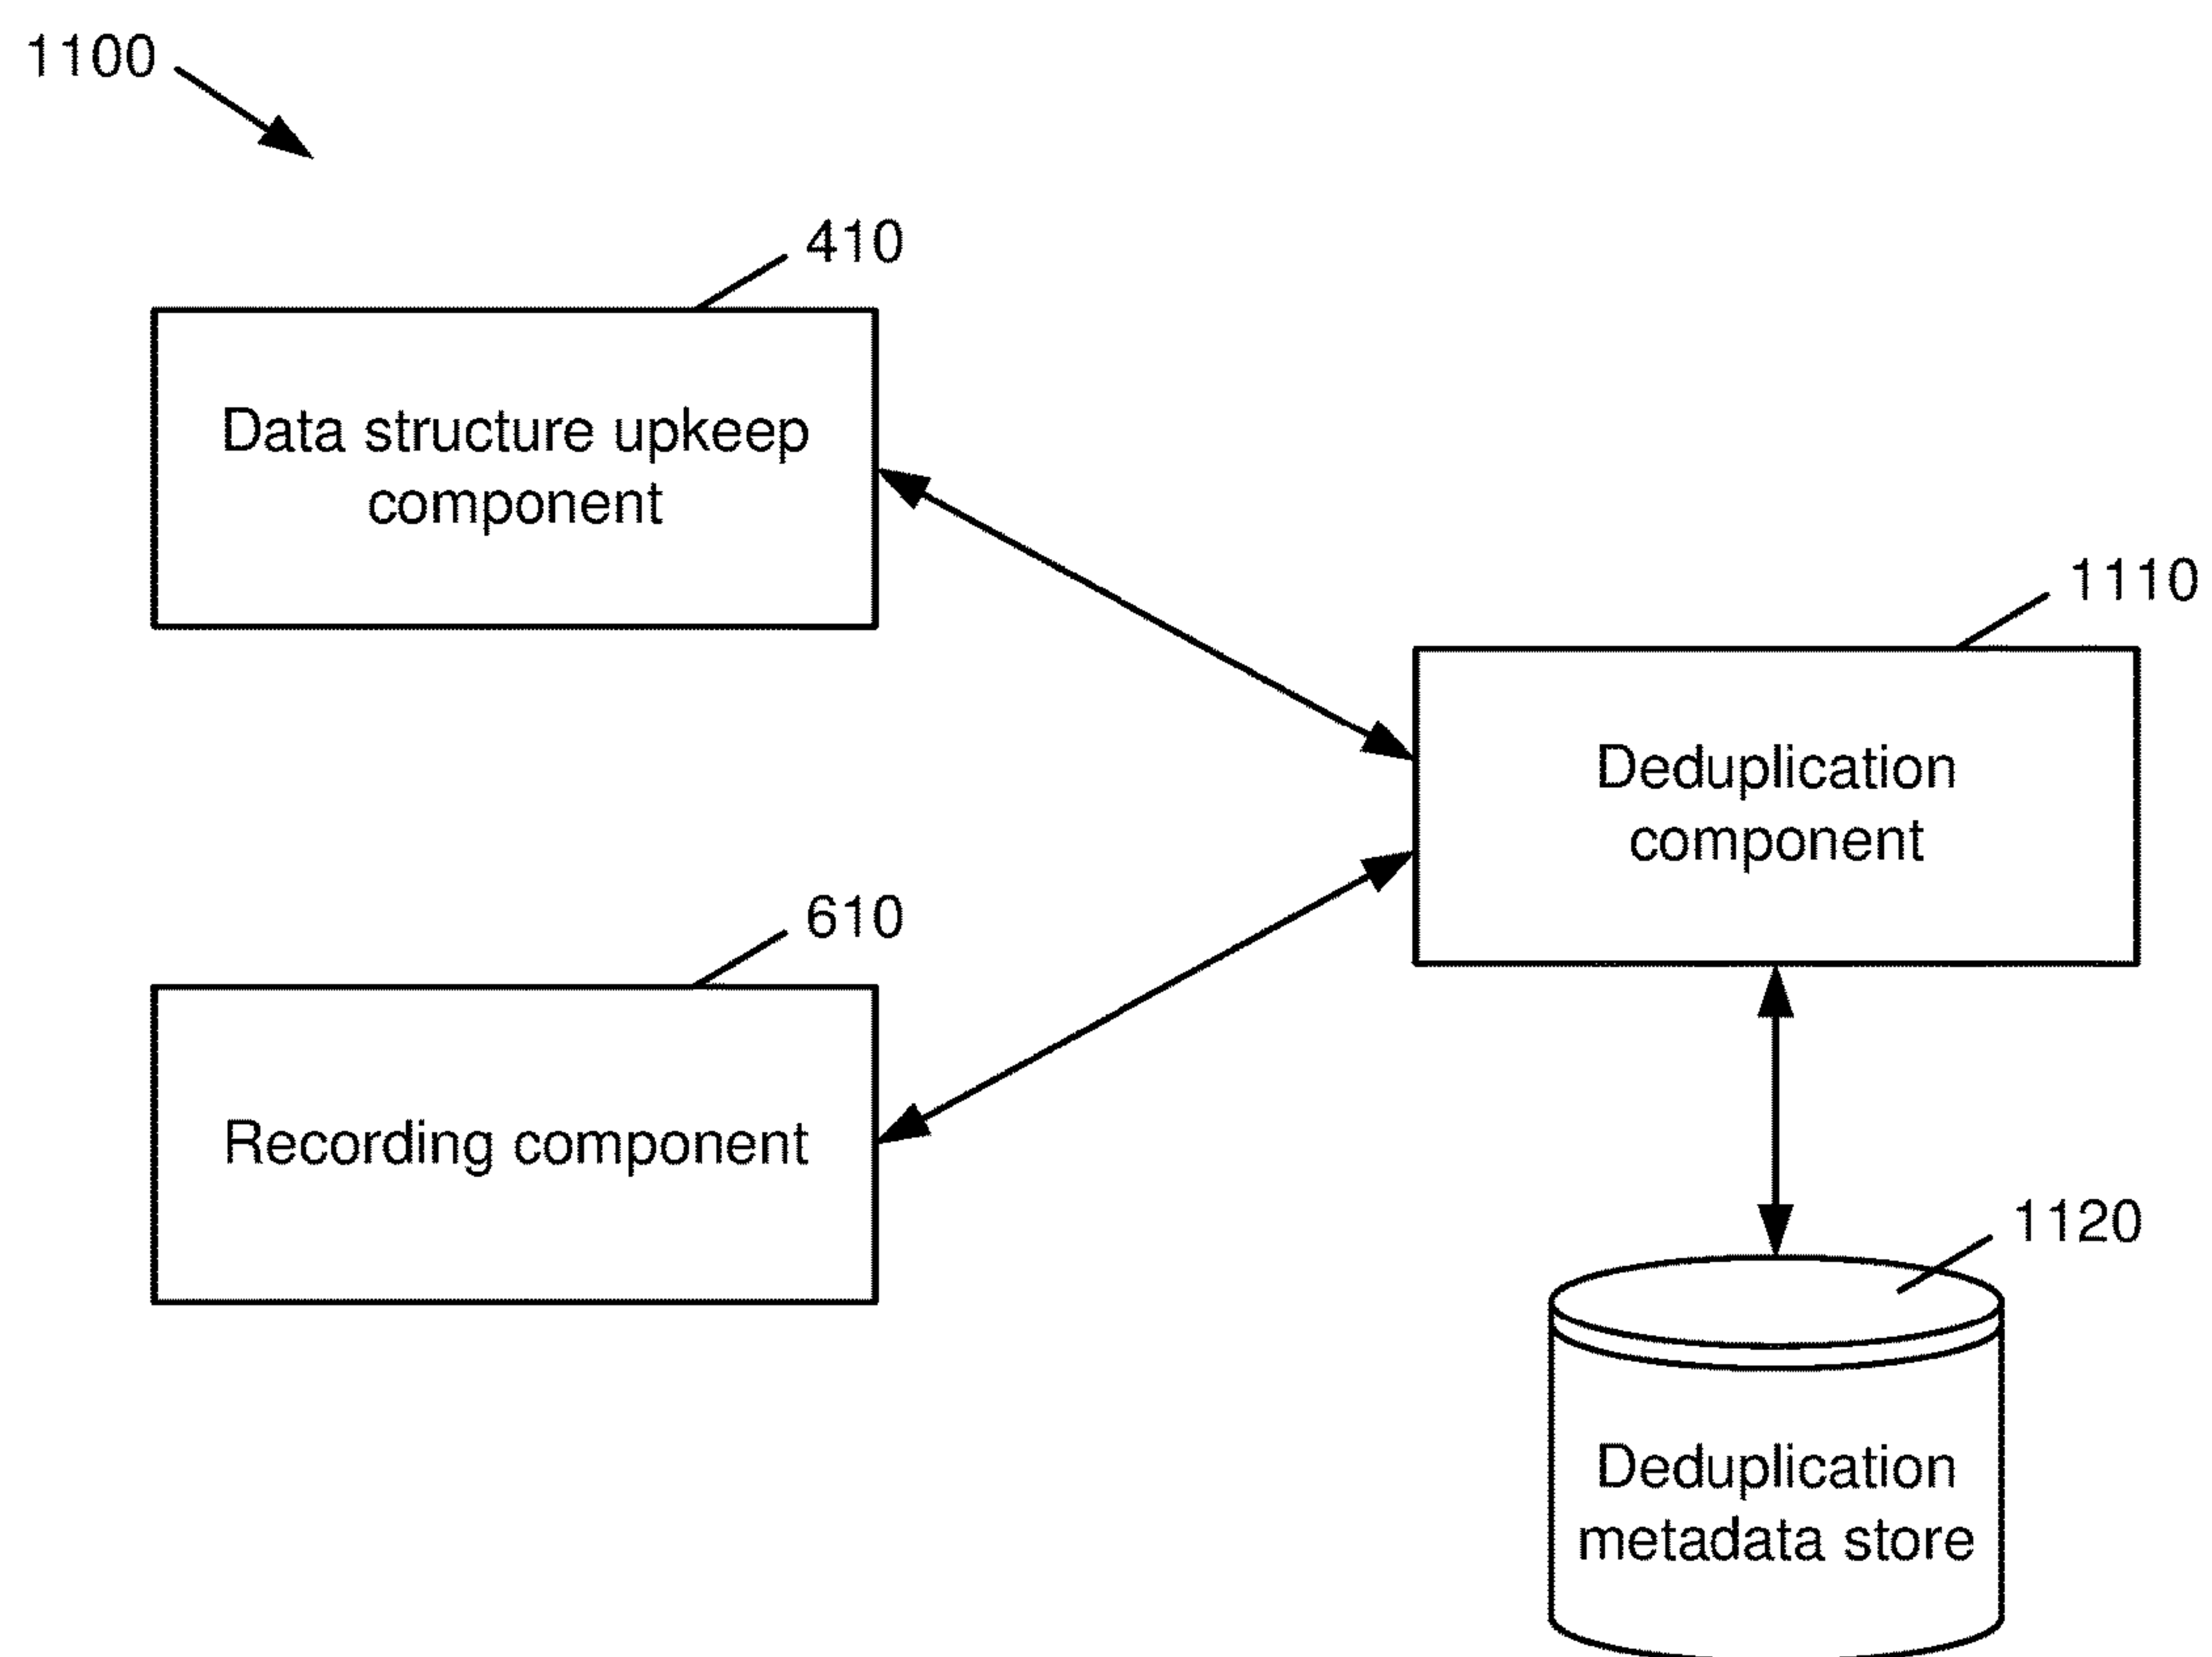 1100
410
Data structure upkeep
component
1110
Deduplication
component
610
Recording component
1120
Deduplication
metadata store